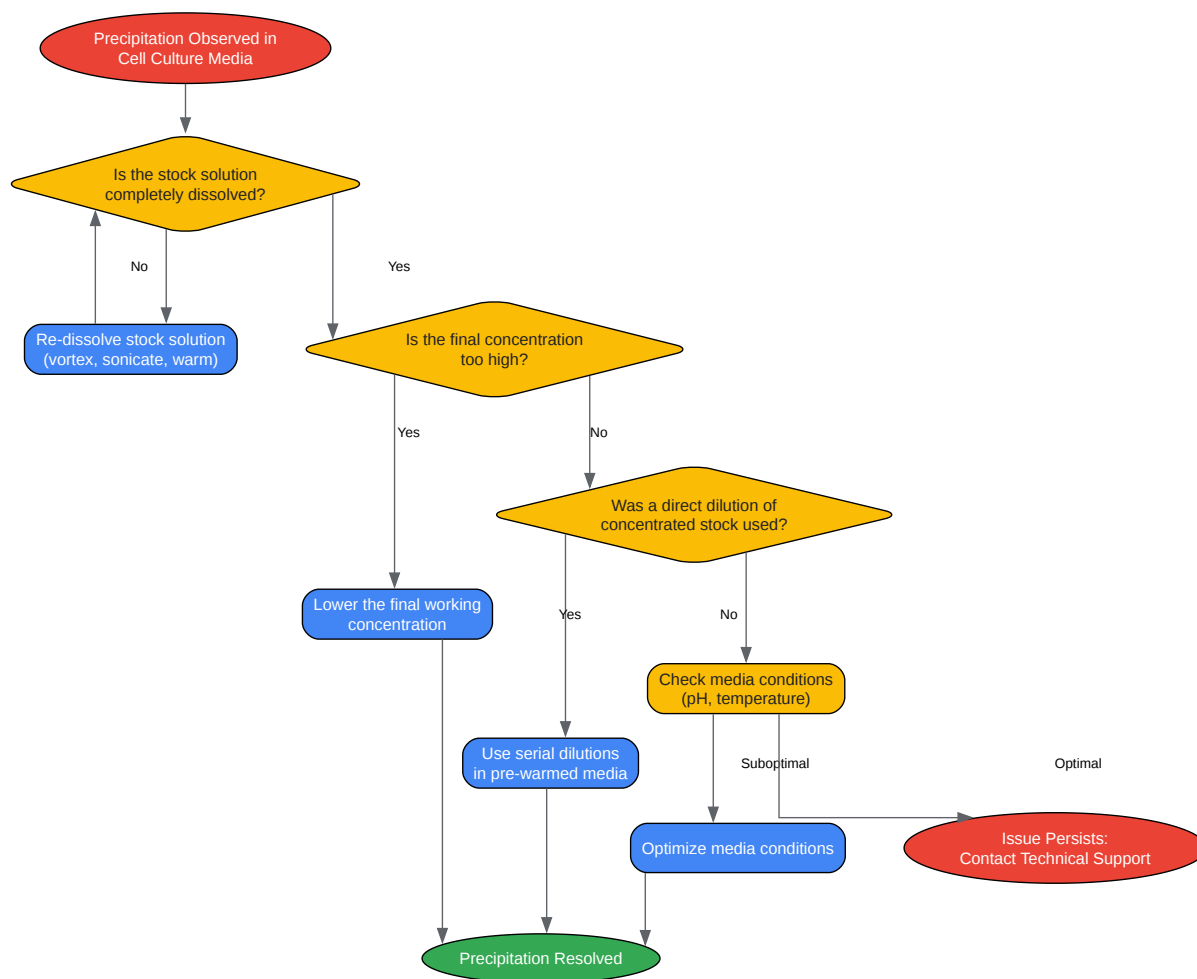 Precipitation Observed in
Cell Culture Media
Is the stock solution
completely dissolved?
No
Yes
Re-dissolve stock solution
(vortex, sonicate, warm)
Is the final concentration
too high?
Yes
No
Was a direct dilution of
concentrated stock used?
Lower the final working
concentration
Yes
No
Check media conditions
(pH, temperature)
Use serial dilutions
in pre-warmed media
Suboptimal
Optimal
Optimize media conditions
Issue Persists:
Contact Technical Support
Precipitation Resolved